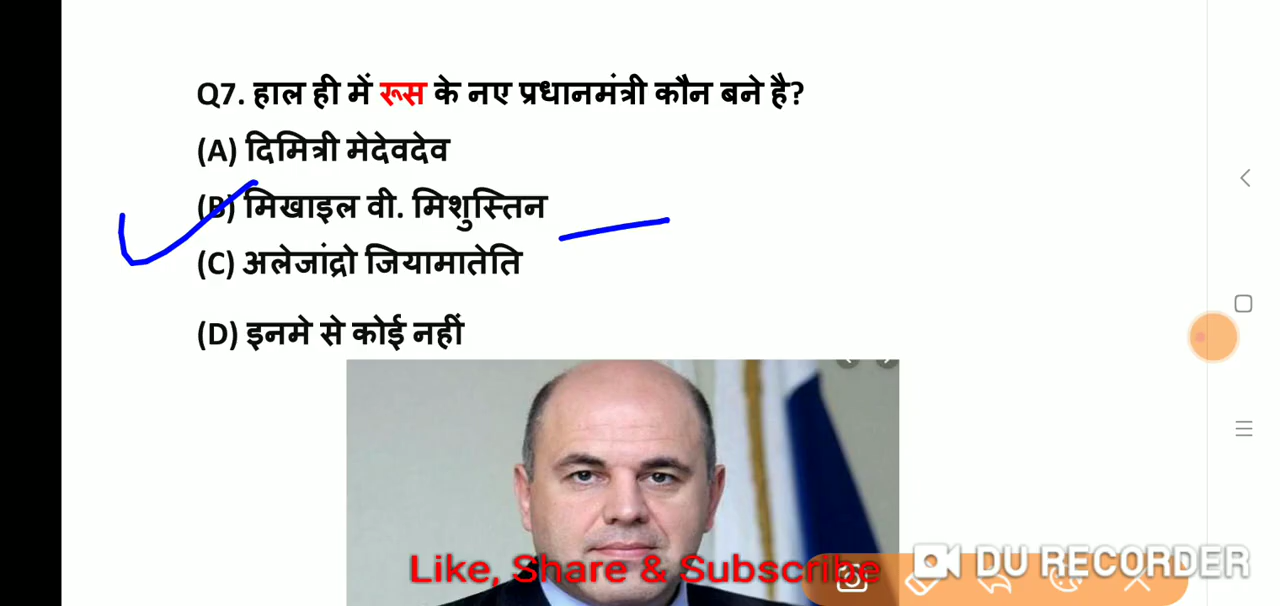 Q7. हाल ही में रूस के नए प्रधानमंत्री कौन बने है?
(A) दिमित्री मेदेवदेव
(B) मिखाइल वी. मिशुस्तिन
(C) अलेजांद्रो जियामातेति
(D) इनमे से कोई नहीं
Like, Share & Subscribe
DU RECORDER